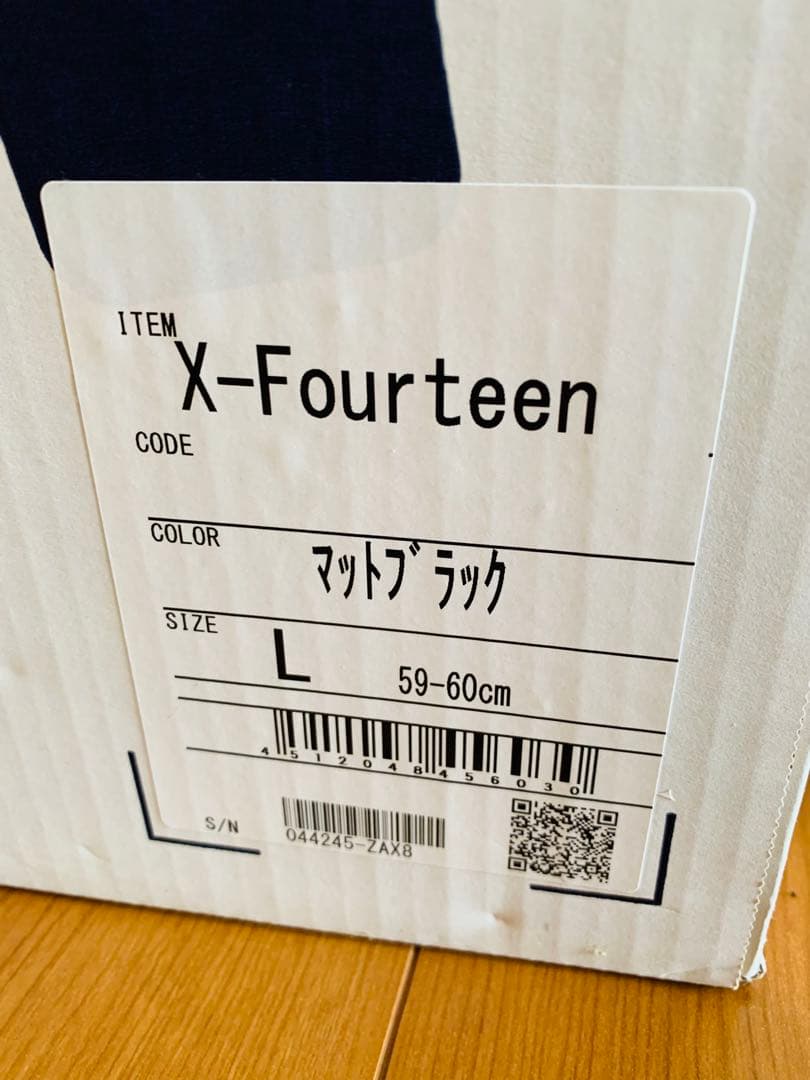 ITEM
X-Fourteen
CODE
COLOR
ﾏｯﾄﾌﾞﾗｯｸ
SIZE
L 59-60cm
4512048456030
S/N
044245-ZAX8